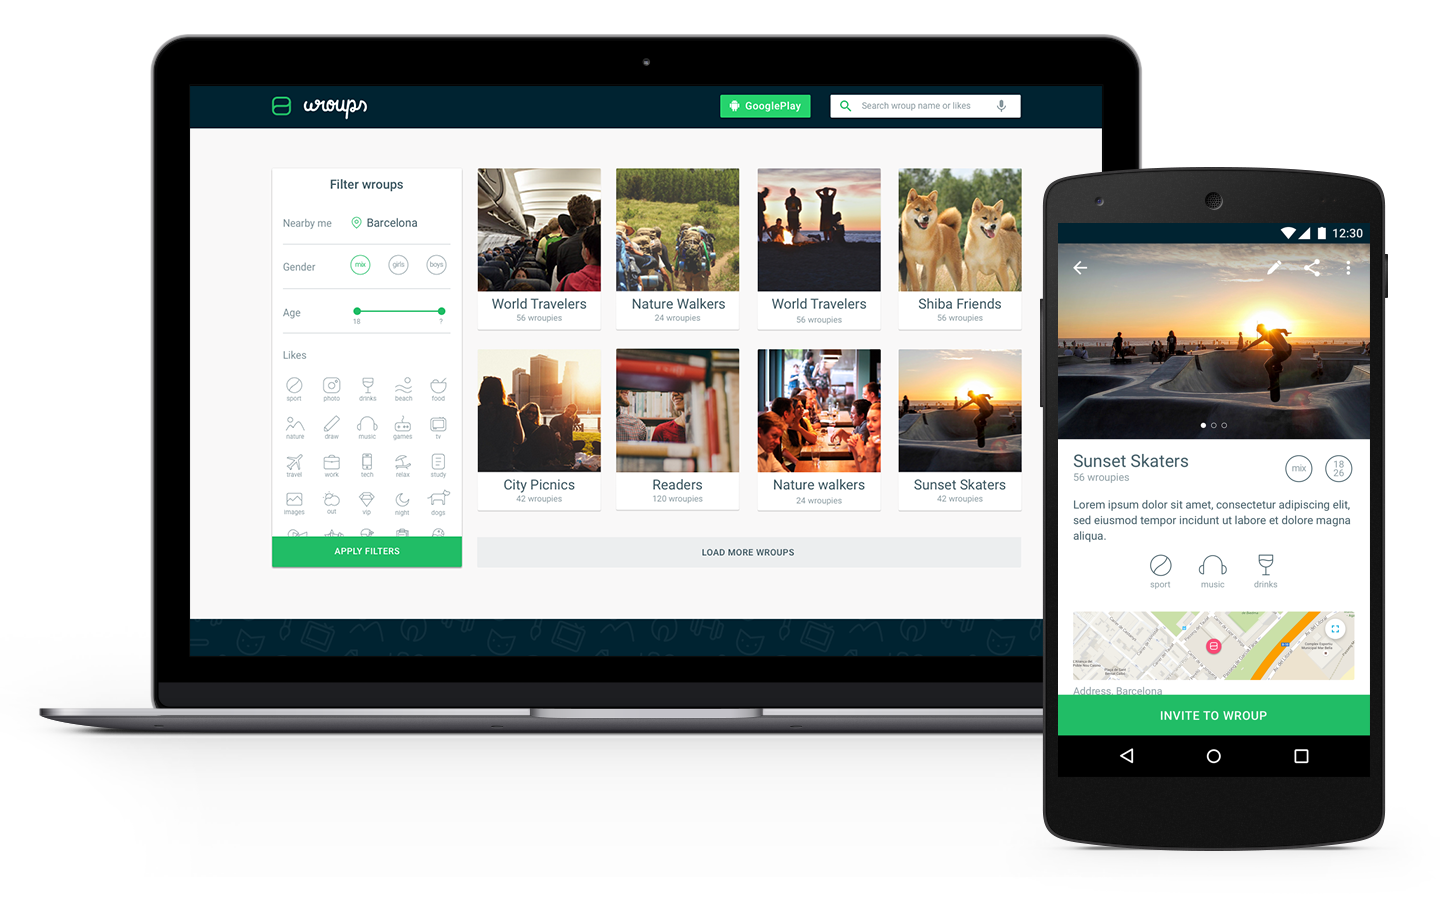 wroups
GooglePlay
Search wroup name or likes
Filter wroups
Nearby me
Barcelona
Gender
mix
girls
boys
Age
18
?
Likes
sport
photo
drinks
beach
food
nature
draw
music
games
tv
travel
work
tech
relax
study
images
out
vip
night
dogs
APPLY FILTERS
World Travelers
56 wroupies
Nature Walkers
24 wroupies
World Travelers
56 wroupies
Shiba Friends
56 wroupies
City Picnics
42 wroupies
Readers
120 wroupies
Nature walkers
24 wroupies
Sunset Skaters
42 wroupies
LOAD MORE WROUPS
12:30
Sunset Skaters
56 wroupies
mix
18
26
Lorem ipsum dolor sit amet, consectetur adipiscing elit,
sed eiusmod tempor incidunt ut labore et dolore magna
aliqua.
sport
music
drinks
Address, Barcelona
INVITE TO WROUP